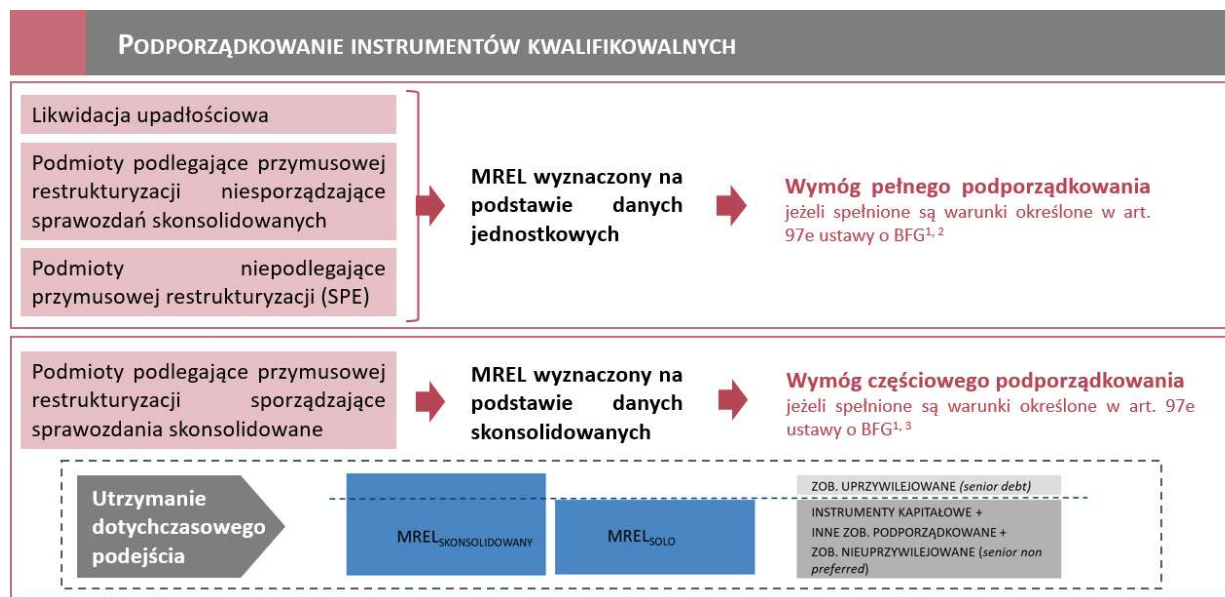 PODPORZĄDKOWANIE INSTRUMENTÓW KWALIFIKOWALNYCH
Likwidacja upadłościowa
Podmioty podlegające przymusowej
restrukturyzacji niesporządzające
sprawozdań skonsolidowanych
Podmioty niepodlegające
przymusowej restrukturyzacji (SPE)
MREL wyznaczony na
podstawie danych
jednostkowych
Wymóg pełnego podporządkowania
jeżeli spełnione są warunki określone w art.
97e ustawy o BFG1, 2
Podmioty podlegające przymusowej
restrukturyzacji sporządzające
sprawozdania skonsolidowane
MREL wyznaczony na
podstawie danych
skonsolidowanych
Wymóg częściowego podporządkowania
jeżeli spełnione są warunki określone w art. 97e
ustawy o BFG1, 3
Utrzymanie
dotychczasowego
podejścia
MRELSKONSOLIDOWANY
MRELSOLO
ZOB. UPRZYWILEJOWANE (senior debt)
INSTRUMENTY KAPITAŁOWE +
INNE ZOB. PODPORZĄDKOWANE +
ZOB. NIEUPRZYWILEJOWANE (senior non
preferred)